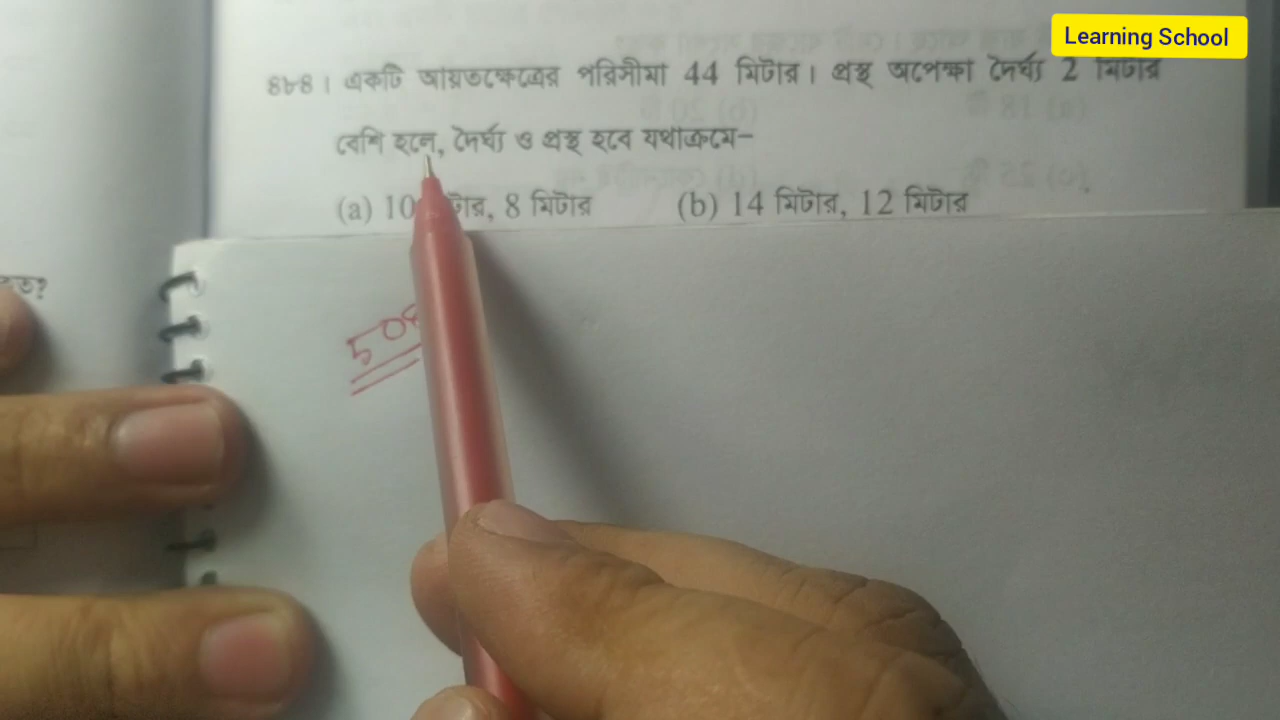 Learning School
৪৮৪। একটি আয়তক্ষেত্রের পরিসীমা 44 মিটার। প্রস্থ অপেক্ষা দৈর্ঘ্য 2 মিটার
বেশি হলে, দৈর্ঘ্য ও প্রস্থ হবে যথাক্রমে–
(a) 10 8 মিটার (b) 14 মিটার, 12 মিটার